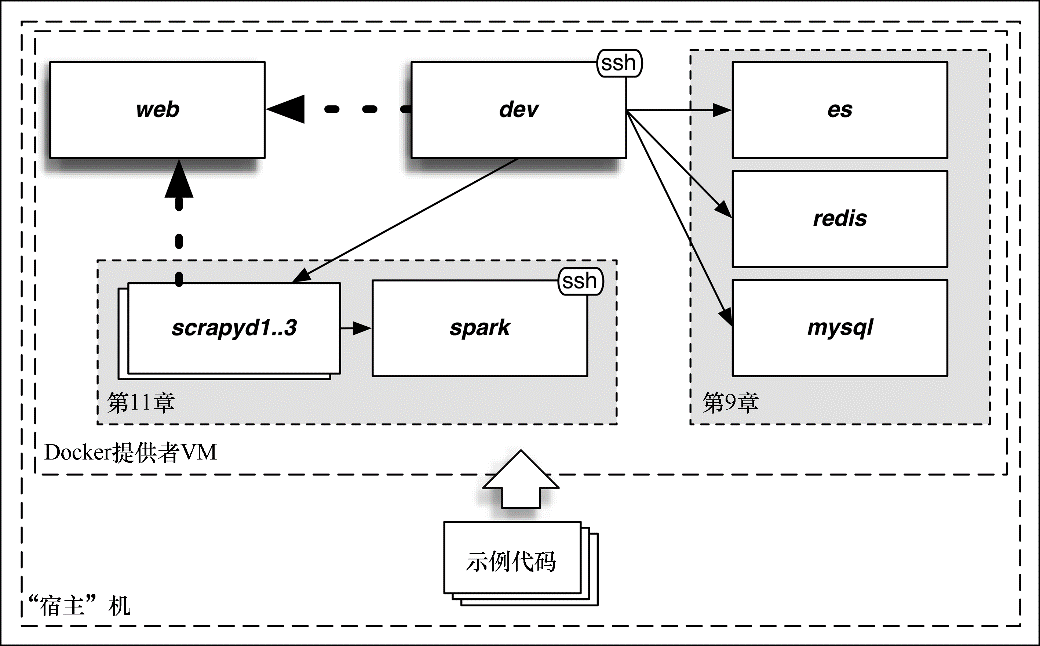 ssh
web
dev
es
redis
ssh
scrapyd1..3
spark
mysql
第11章
第9章
Docker提供者VM
示例代码
“宿主”机